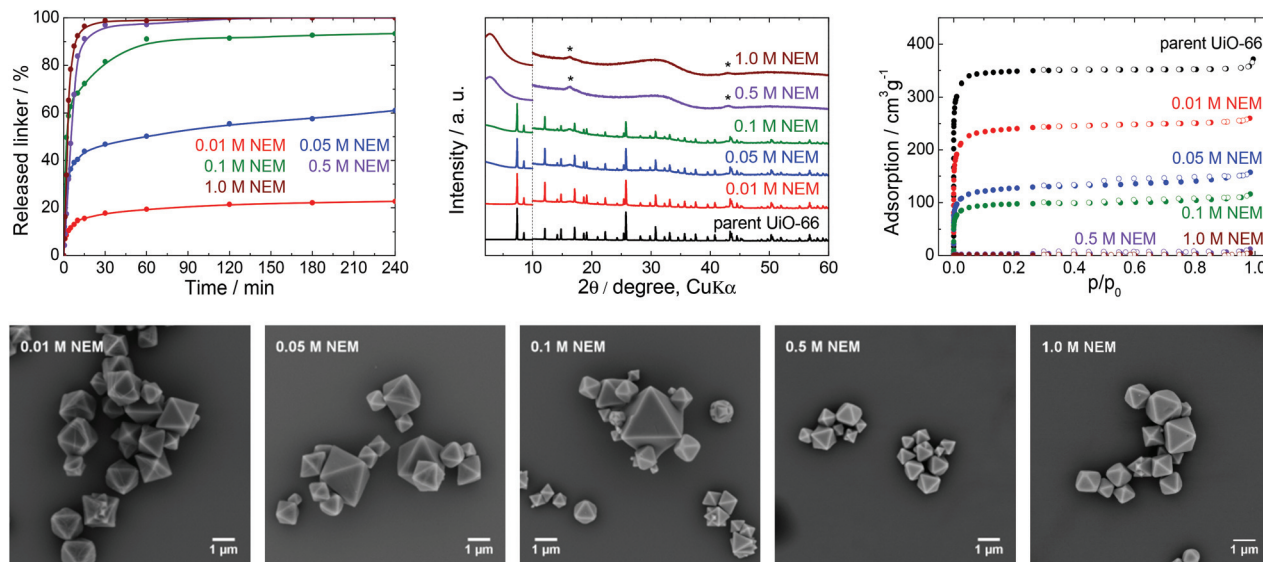 Released linker / %
100
80
60
40
20
0
0.01 M NEM 0.05 M NEM
0.1 M NEM 0.5 M NEM
1.0 M NEM
0 30 60 90 120 150 180 210 240
Time / min
Intensity / a. u.
* *
1.0 M NEM
* *
0.5 M NEM
0.1 M NEM
0.05 M NEM
0.01 M NEM
parent UiO-66
10 20 30 40 50 60
2θ / degree, CuKα
Adsorption / cm³g⁻¹
400
300
200
100
0
parent UiO-66
0.01 M NEM
0.05 M NEM
0.1 M NEM
0.5 M NEM 1.0 M NEM
0.0 0.2 0.4 0.6 0.8 1.0
p/p₀
0.01 M NEM
1 µm
0.05 M NEM
1 µm
0.1 M NEM
1 µm
0.5 M NEM
1 µm
1.0 M NEM
1 µm